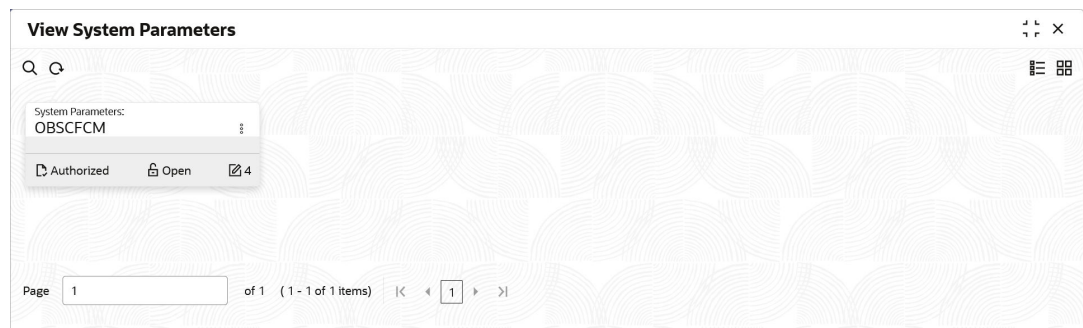 View System Parameters
System Parameters:
OBSCFCM
Authorized Open 4
Page 1 of 1 ( 1 - 1 of 1 items) 1